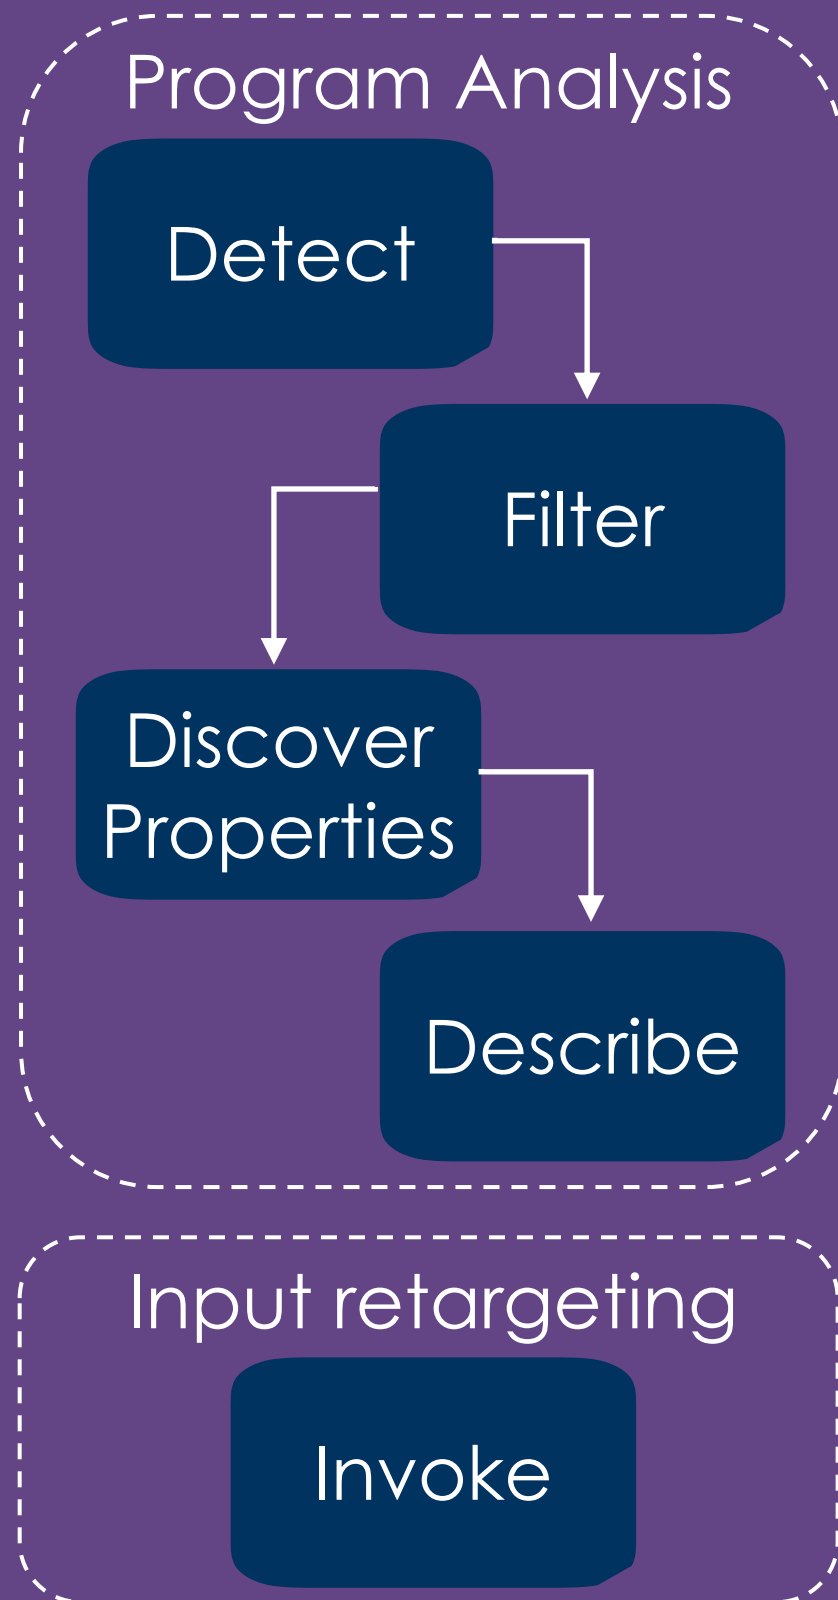 Program Analysis
Detect
Filter
Discover
Properties
Describe
Input retargeting
Invoke